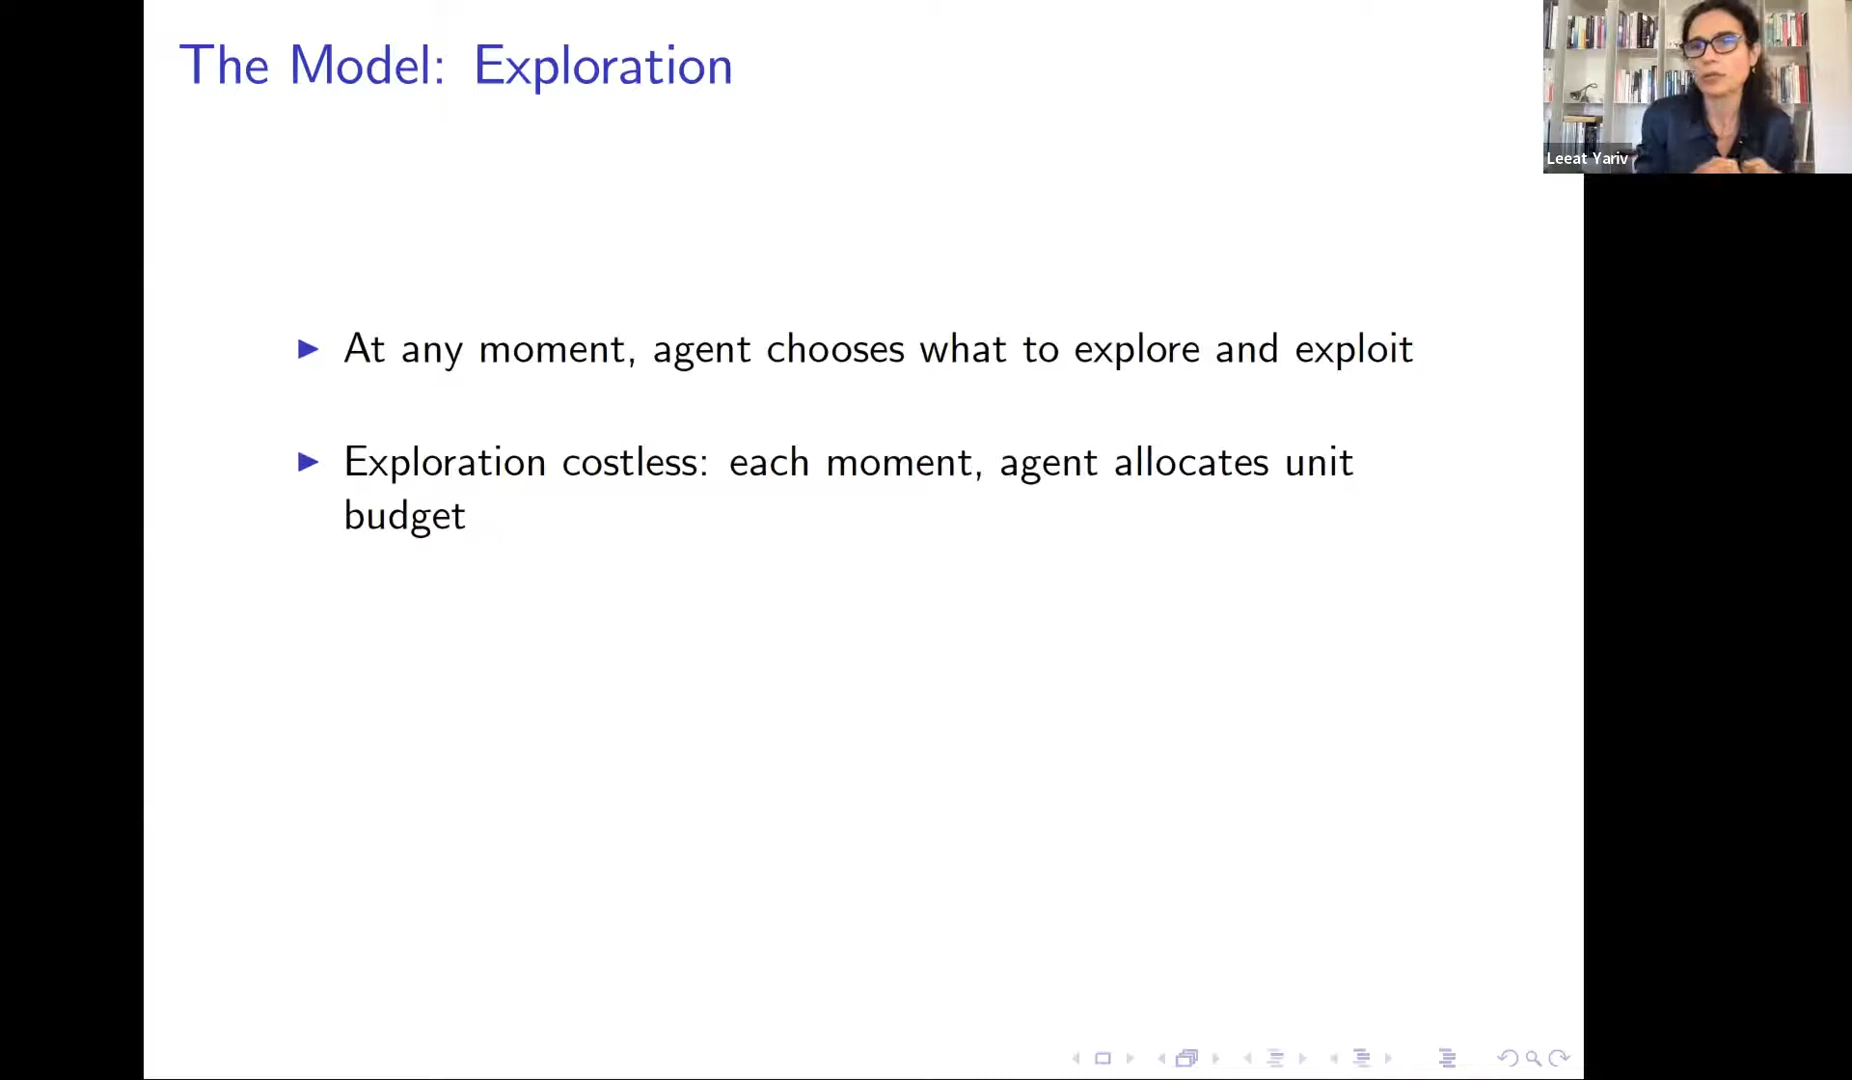 The Model: Exploration
Leeat Yariv
At any moment, agent chooses what to explore and exploit
Exploration costless: each moment, agent allocates unit
budget